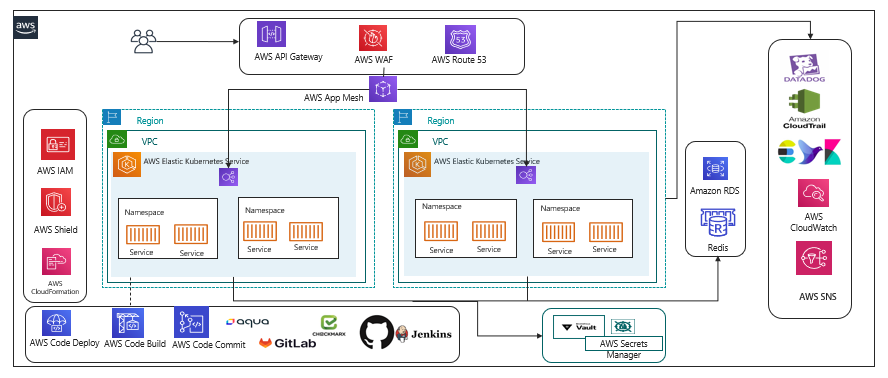 aws
AWS API Gateway
AWS WAF
53
AWS Route 53
AWS App Mesh
DATADOG
Amazon
CloudTrail
AWS
CloudWatch
AWS SNS
AWS IAM
AWS Shield
AWS
CloudFormation
Region
VPC
AWS Elastic Kubernetes Service
Namespace
Service
Service
Namespace
Service
Service
Region
VPC
AWS Elastic Kubernetes Service
Namespace
Service
Service
Namespace
Service
Service
Amazon RDS
R
Redis
AWS Code Deploy
AWS Code Build
AWS Code Commit
aqua
GitLab
CHECKMARX
Jenkins
Vault
AWS Secrets
Manager